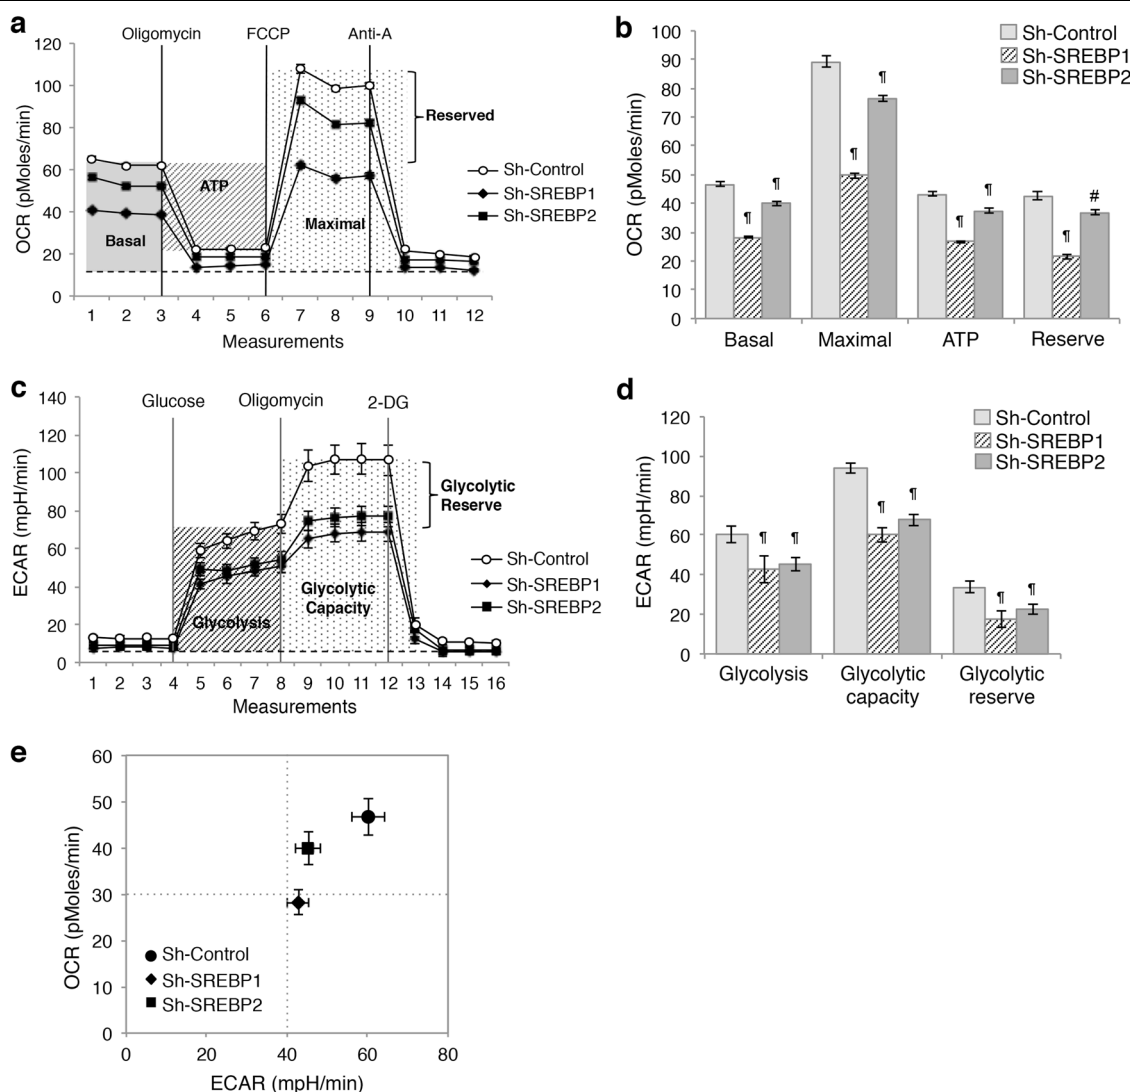 a
Oligomycin FCCP Anti-A
120
100
80
60
40
20
0
OCR (pMoles/min)
Reserved
ATP
Basal
Maximal
Sh-Control
Sh-SREBP1
Sh-SREBP2
1 2 3 4 5 6 7 8 9 10 11 12
Measurements
b
Sh-Control
Sh-SREBP1
Sh-SREBP2
100
90
80
70
60
50
40
30
20
10
0
OCR (pMoles/min)
¶ ¶
¶ ¶
¶ ¶
¶ #
Basal Maximal ATP Reserve
c
Glucose Oligomycin 2-DG
140
120
100
80
60
40
20
0
ECAR (mpH/min)
Glycolytic
Reserve
Glycolytic
Capacity
Glycolysis
Sh-Control
Sh-SREBP1
Sh-SREBP2
1 2 3 4 5 6 7 8 9 10 11 12 13 14 15 16
Measurements
d
Sh-Control
Sh-SREBP1
Sh-SREBP2
120
100
80
60
40
20
0
ECAR (mpH/min)
¶ ¶
¶ ¶
¶ ¶
Glycolysis Glycolytic Glycolytic
capacity reserve
e
60
50
40
30
20
10
0
OCR (pMoles/min)
Sh-Control
Sh-SREBP1
Sh-SREBP2
0 20 40 60 80
ECAR (mpH/min)